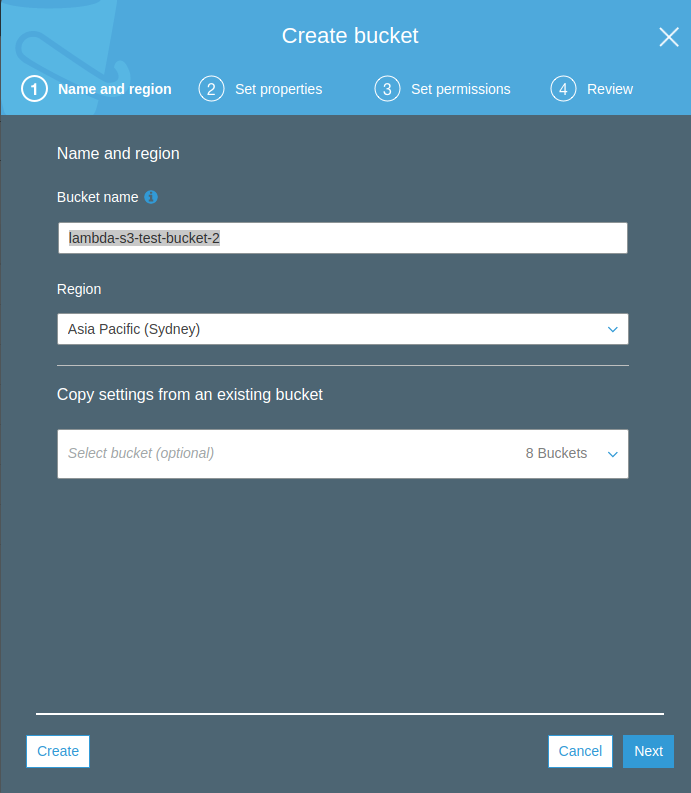 Create bucket
1 Name and region 2 Set properties 3 Set permissions 4 Review
Name and region
Bucket name
lambda-s3-test-bucket-2
Region
Asia Pacific (Sydney)
Copy settings from an existing bucket
Select bucket (optional) 8 Buckets
Create Cancel Next